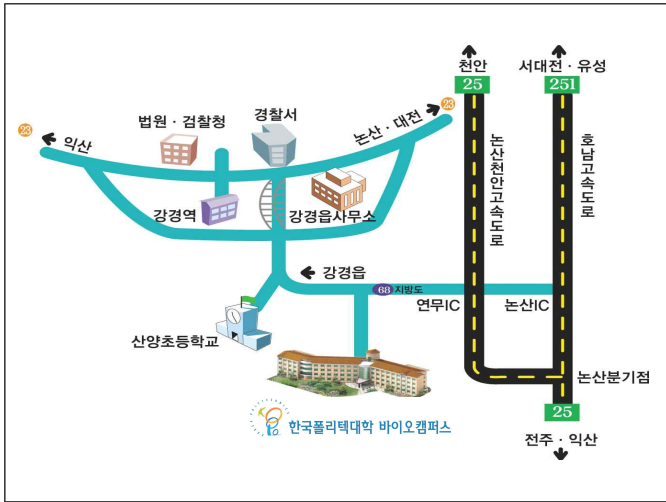 천안
서대전 · 유성
25
251
23
논산 · 대전
경찰서
법원 · 검찰청
23
익산
논산천안고속도로
호남고속도로
강경역
강경읍사무소
강경읍
68 지방도
연무IC
논산IC
산양초등학교
논산분기점
25
한국폴리텍대학 바이오캠퍼스
전주 · 익산